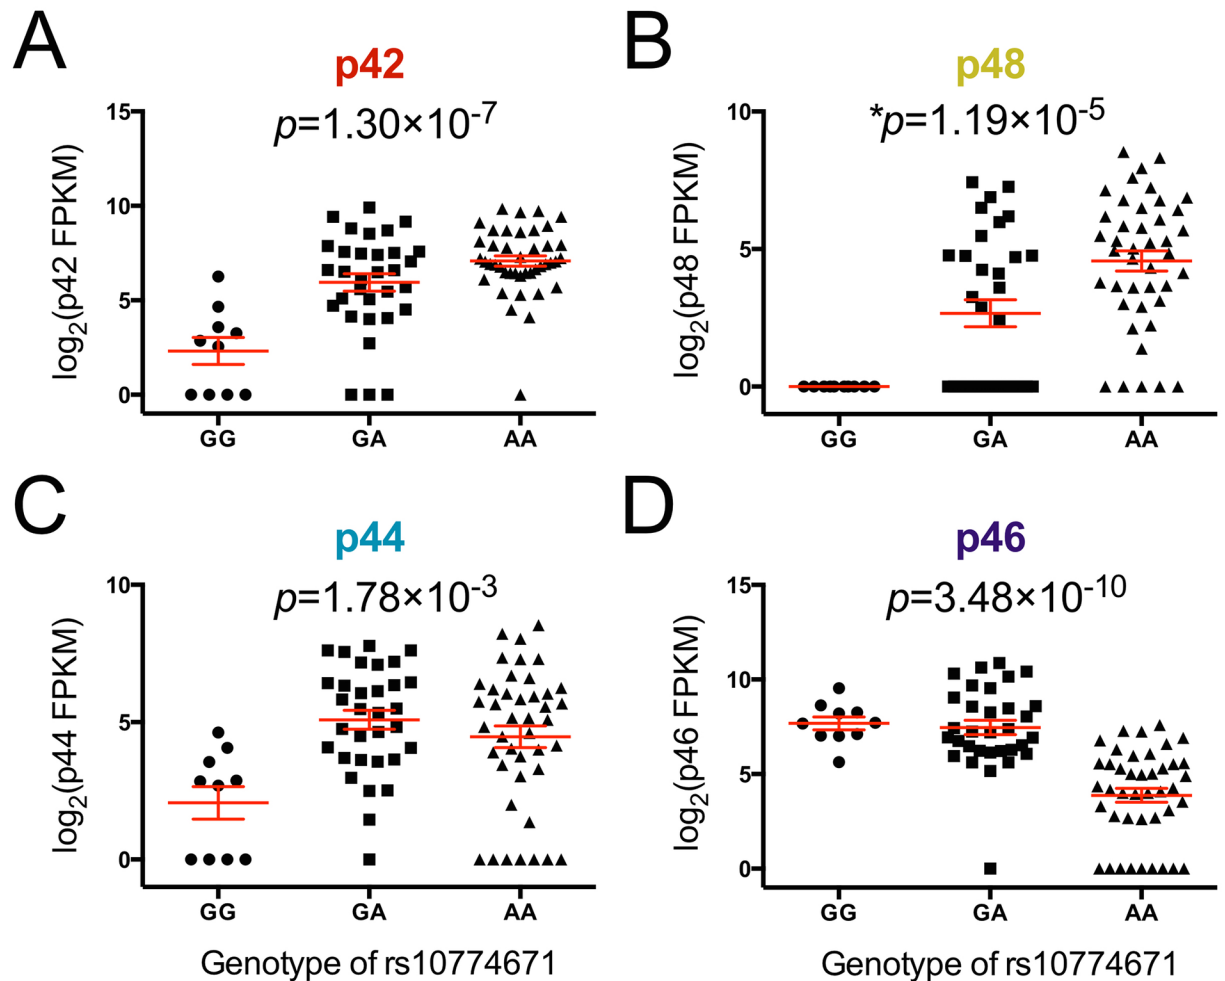 A
p42
p=1.30×10-7
log2(p42 FPKM)
15
10
5
0
GG GA AA
B
p48
*p=1.19×10-5
log2(p48 FPKM)
10
5
0
GG GA AA
C
p44
p=1.78×10-3
log2(p44 FPKM)
10
5
0
GG GA AA
Genotype of rs10774671
D
p46
p=3.48×10-10
log2(p46 FPKM)
15
10
5
0
GG GA AA
Genotype of rs10774671